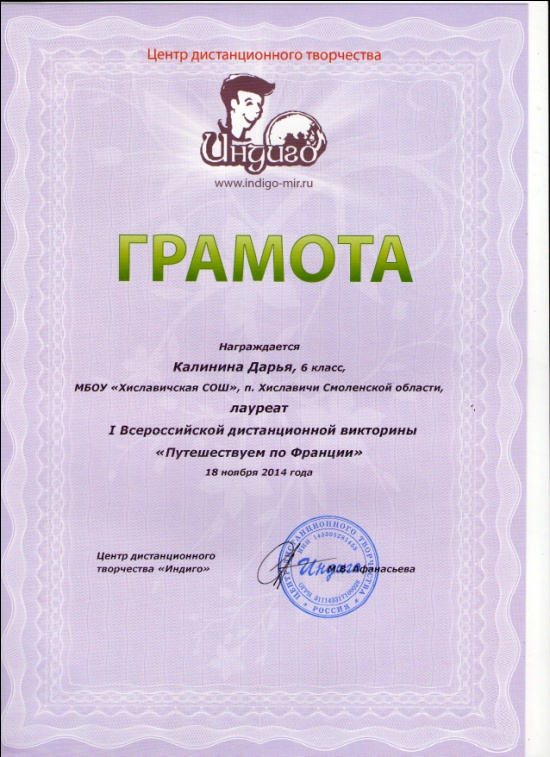 Центр дистанционного творчества
Индиго
www.indigo-mir.ru
ГРАМОТА
Награждается
Калинина Дарья, 6 класс,
МБОУ «Хиславичская СОШ», п. Хиславичи Смоленской области,
лауреат
I Всероссийской дистанционной викторины
«Путешествуем по Франции»
18 ноября 2014 года
Центр дистанционного
творчества «Индиго»
М.В. Афанасьева
ЦЕНТР ДИСТАНЦИОННОГО ТВОРЧЕСТВА
ИНН
Индиго
ОГРН
РОССИЯ